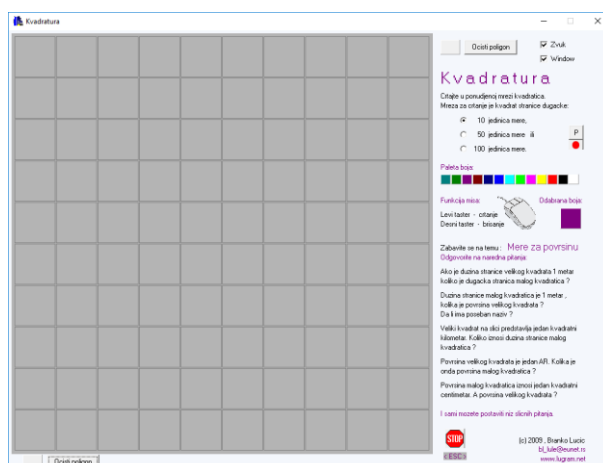 Kvadratura
Ocisti poligon
Zvuk
Window
Kvadratura
Crtajte u ponudjenoj mrezi kvadratica.
Mreza za crtanje je kvadrat stranice dugacke:
10 jedinica mere,
50 jedinica mere ili
100 jedinica mere.
P
Paleta boja:
Funkcija misa:
Odabrana boja:
Levi taster - crtanje
Desni taster - brisanje
Zabavite se na temu : Mere za povrsinu
Odgovorite na naredna pitanja:
Ako je duzina stranice velikog kvadrata 1 metar
koliko je dugacka stranica malog kvadratica ?
Duzina stranice malog kvadratica je 1 metar ,
kolika je povrsina velikog kvadrata ?
Da li ima poseban naziv ?
Veliki kvadrat na slici predstavlja jedan kvadratni
kilometar. Koliko iznosi duzina stranice malog
kvadratica ?
Povrsina velikog kvadrata je jedan AR. Kolika je
onda povrsina malog kvadratica ?
Povrsina malog kvadratica iznosi jedan kvadratni
centimetar. A povrsina velikog kvadrata ?
I sami mozete postaviti niz slicnih pitanja.
STOP
<ESC>
(c) 2009 , Branko Lucic
bl_lule@eunet.rs
www.lugram.net
Ocisti poligon